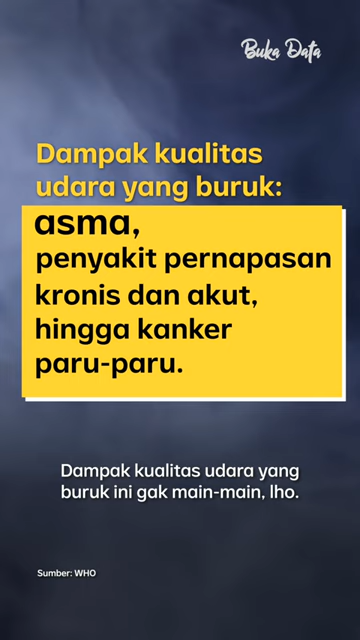 Buka Data
Dampak kualitas
udara yang buruk:
asma,
penyakit pernapasan
kronis dan akut,
hingga kanker
paru-paru.
Dampak kualitas udara yang
buruk ini gak main-main, lho.
Sumber: WHO